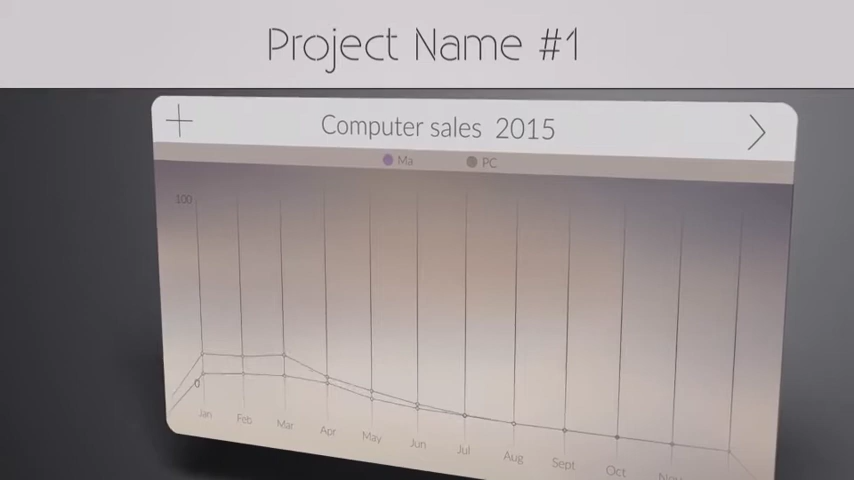 Project Name #1
Computer sales 2015
Ma PC
100
0
Jan Feb Mar Apr May Jun Jul Aug Sept Oct